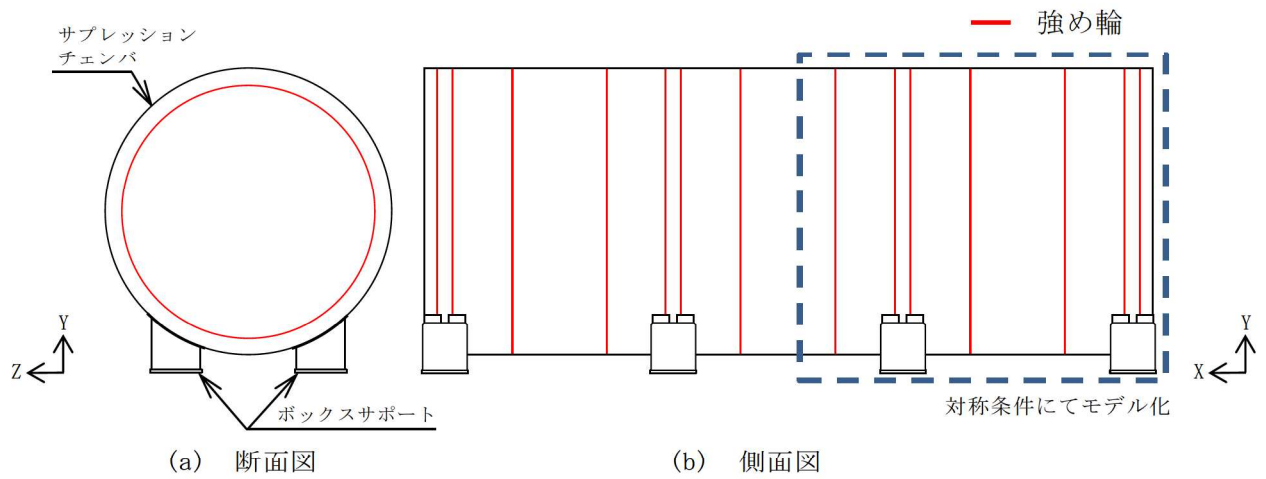 強め輪
サプレッション
チェンバ
Y
Z
Y
X
ボックスサポート
対称条件にてモデル化
(a) 断面図
(b) 側面図